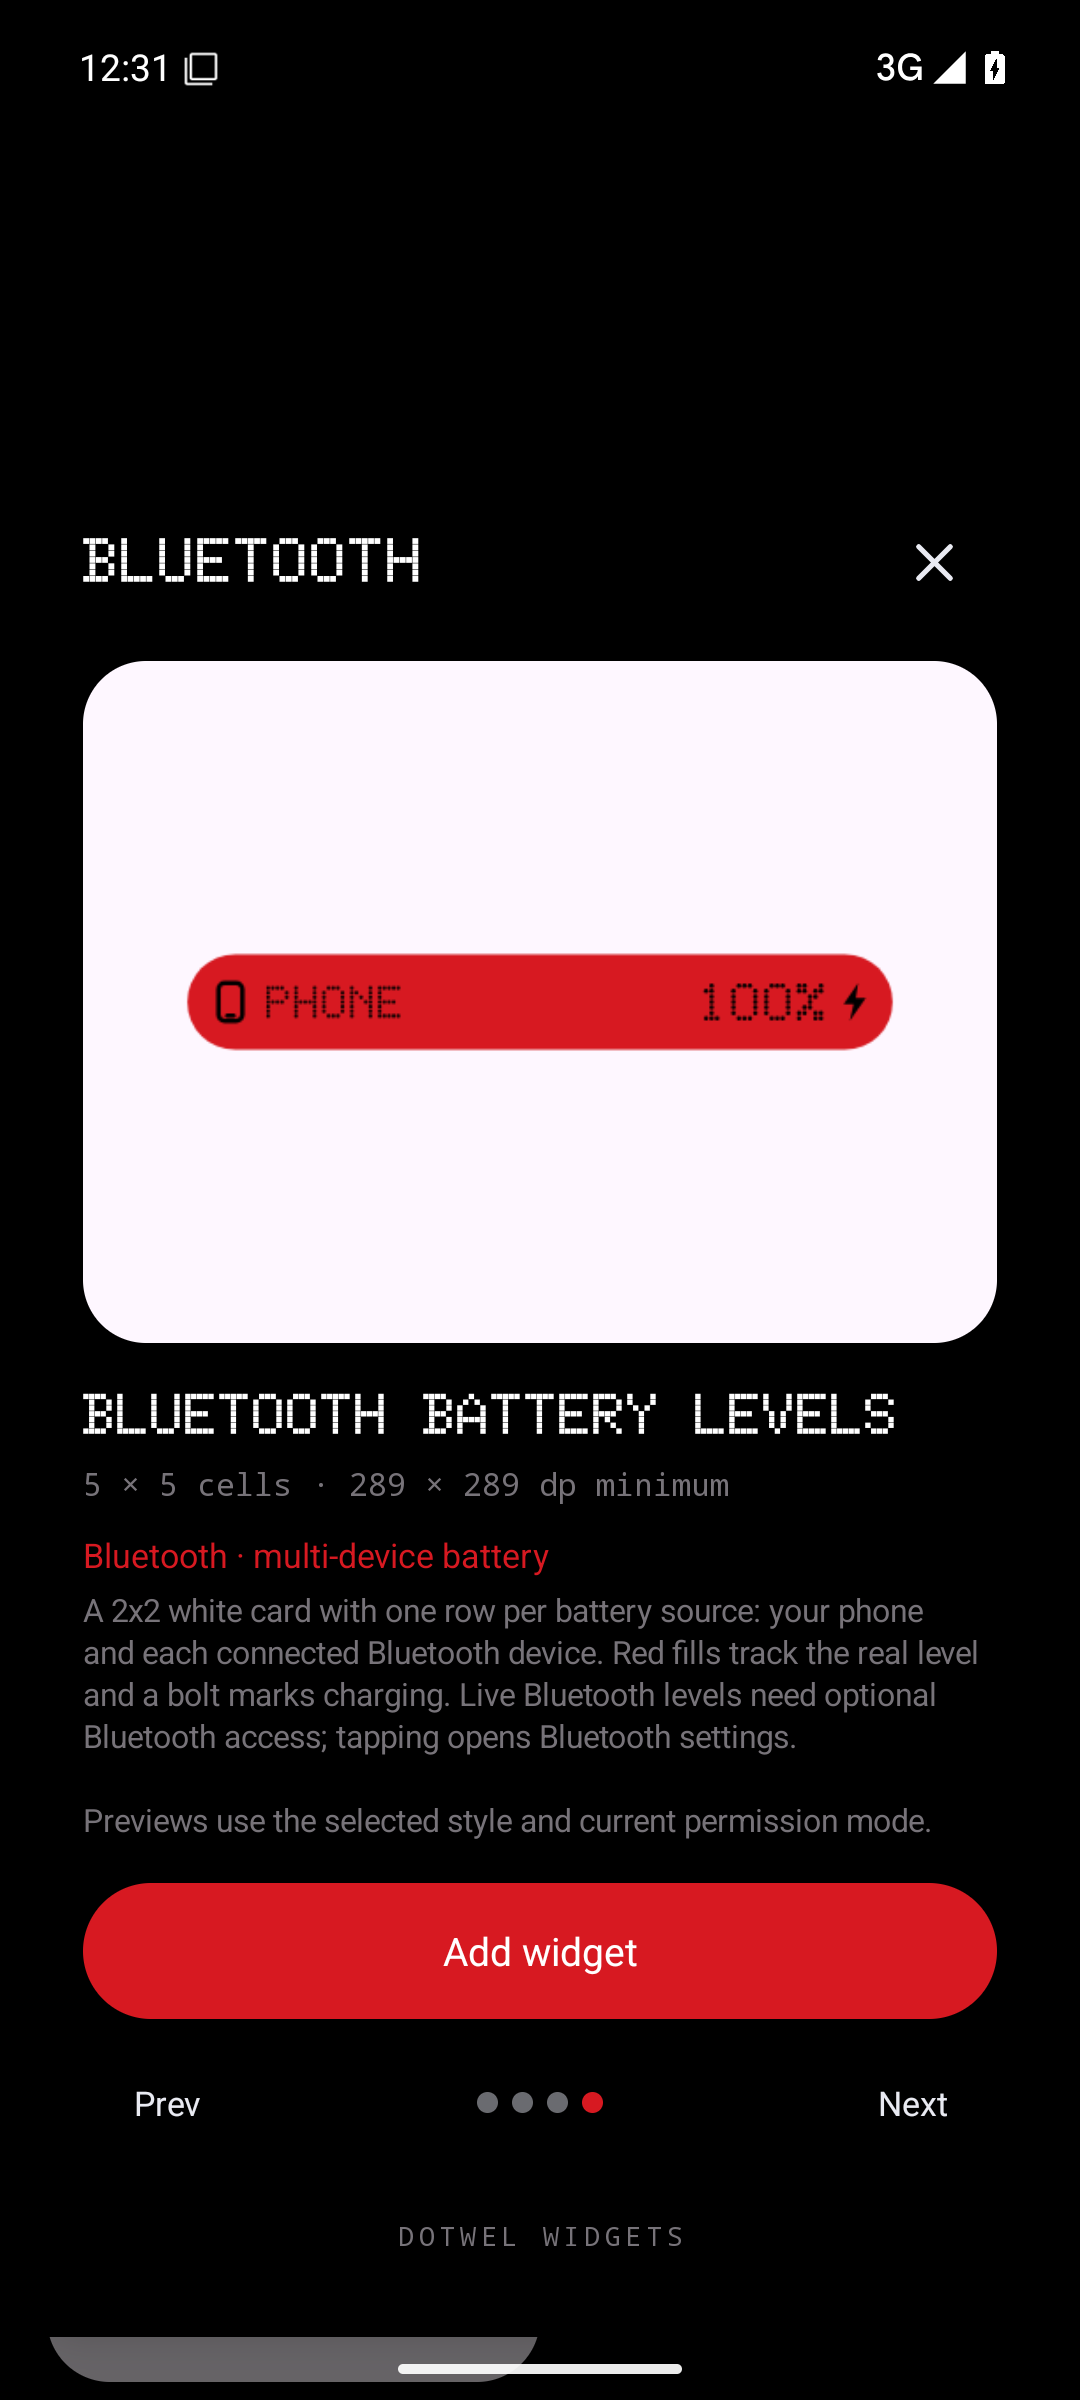 12:31
3G
BLUETOOTH
PHONE 100%
BLUETOOTH BATTERY LEVELS
5 × 5 cells · 289 × 289 dp minimum
Bluetooth · multi-device battery
A 2x2 white card with one row per battery source: your phone
and each connected Bluetooth device. Red fills track the real level
and a bolt marks charging. Live Bluetooth levels need optional
Bluetooth access; tapping opens Bluetooth settings.
Previews use the selected style and current permission mode.
Add widget
Prev
Next
DOTWEL WIDGETS